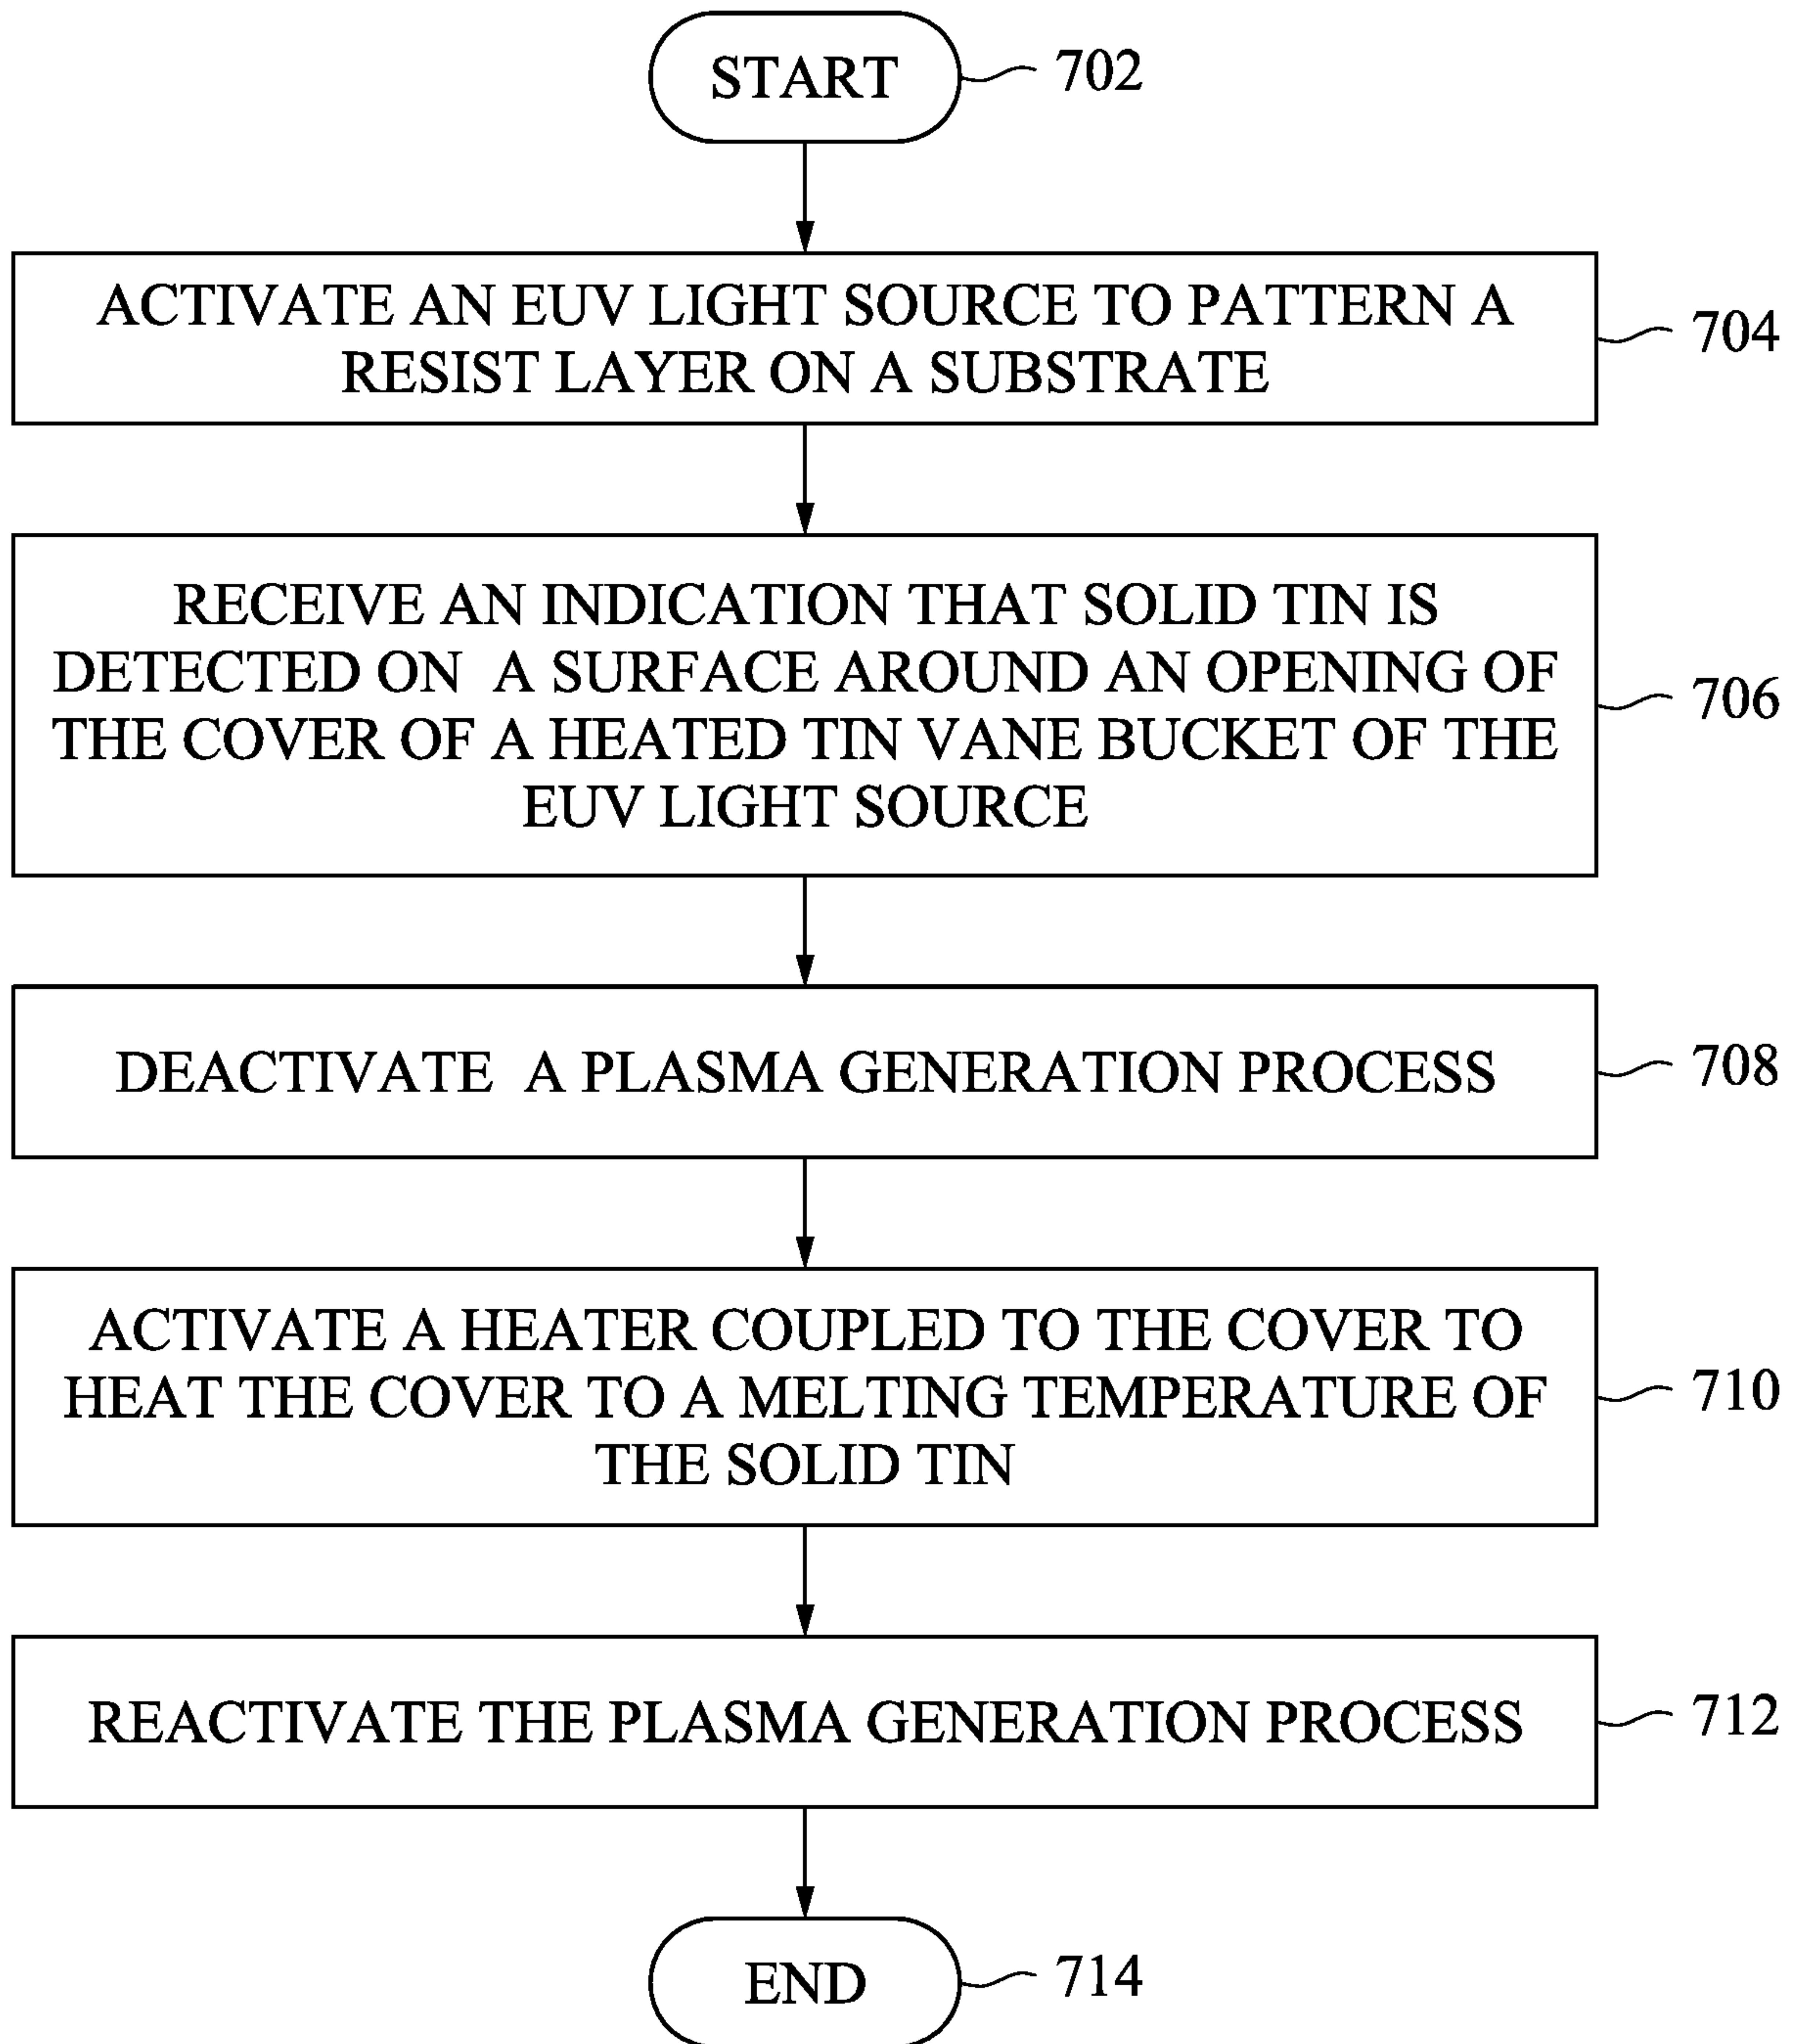 START
702
ACTIVATE AN EUV LIGHT SOURCE TO PATTERN A
RESIST LAYER ON A SUBSTRATE
704
RECEIVE AN INDICATION THAT SOLID TIN IS
DETECTED ON A SURFACE AROUND AN OPENING OF
THE COVER OF A HEATED TIN VANE BUCKET OF THE
EUV LIGHT SOURCE
706
DEACTIVATE A PLASMA GENERATION PROCESS
708
ACTIVATE A HEATER COUPLED TO THE COVER TO
HEAT THE COVER TO A MELTING TEMPERATURE OF
THE SOLID TIN
710
REACTIVATE THE PLASMA GENERATION PROCESS
712
END
714